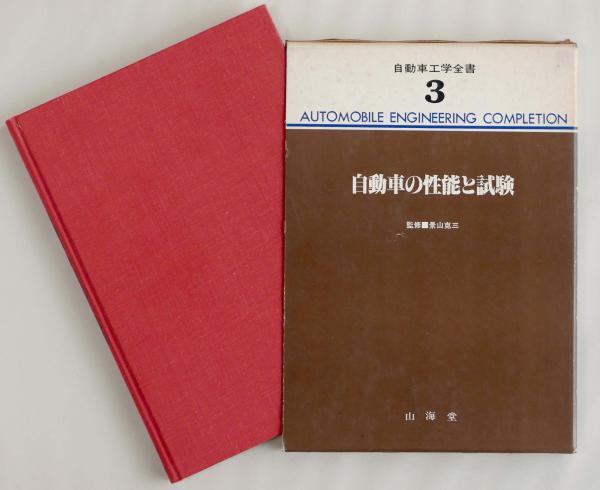 自動車工学全書
3
AUTOMOBILE ENGINEERING COMPLETION
自動車の性能と試験
監修■景山克三
山海堂